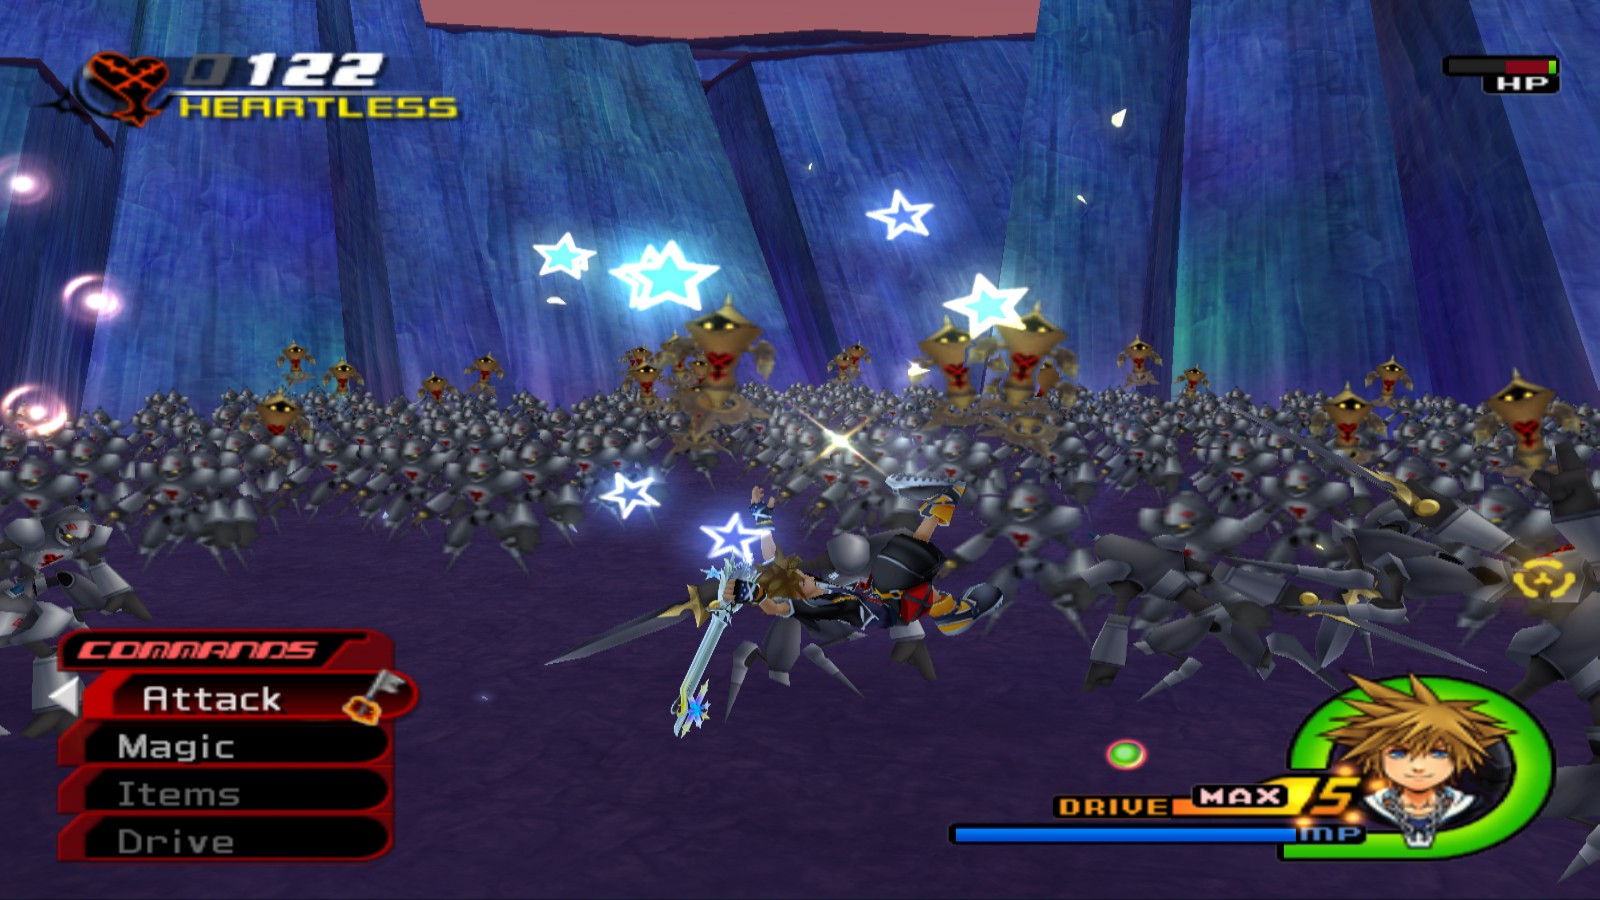 0122
HEARTLESS
HP
COMMANDS
Attack
Magic
Items
Drive
DRIVE MAX 5
MP